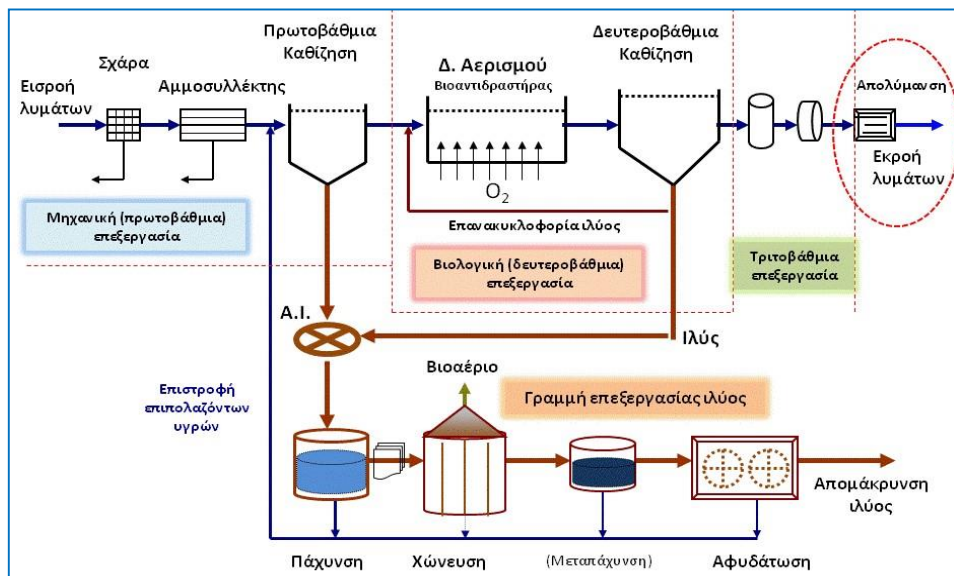 Πρωτοβάθμια
Καθίζηση
Δευτεροβάθμια
Καθίζηση
Σχάρα
Δ. Αερισμού
Βιοαντιδραστήρας
Εισροή
λυμάτων
Αμμοσυλλέκτης
Απολύμανση
O2
Εκροή
λυμάτων
Μηχανική (πρωτοβάθμια)
επεξεργασία
Επανακυκλοφορία ιλύος
Βιολογική (δευτεροβάθμια)
επεξεργασία
Τριτοβάθμια
επεξεργασία
Α.Ι.
Ιλύς
Βιοαέριο
Επιστροφή
επιπολαζόντων
υγρών
Γραμμή επεξεργασίας ιλύος
Απομάκρυνση
ιλύος
Πάχυνση
Χώνευση
(Μεταπάχυνση)
Αφυδάτωση